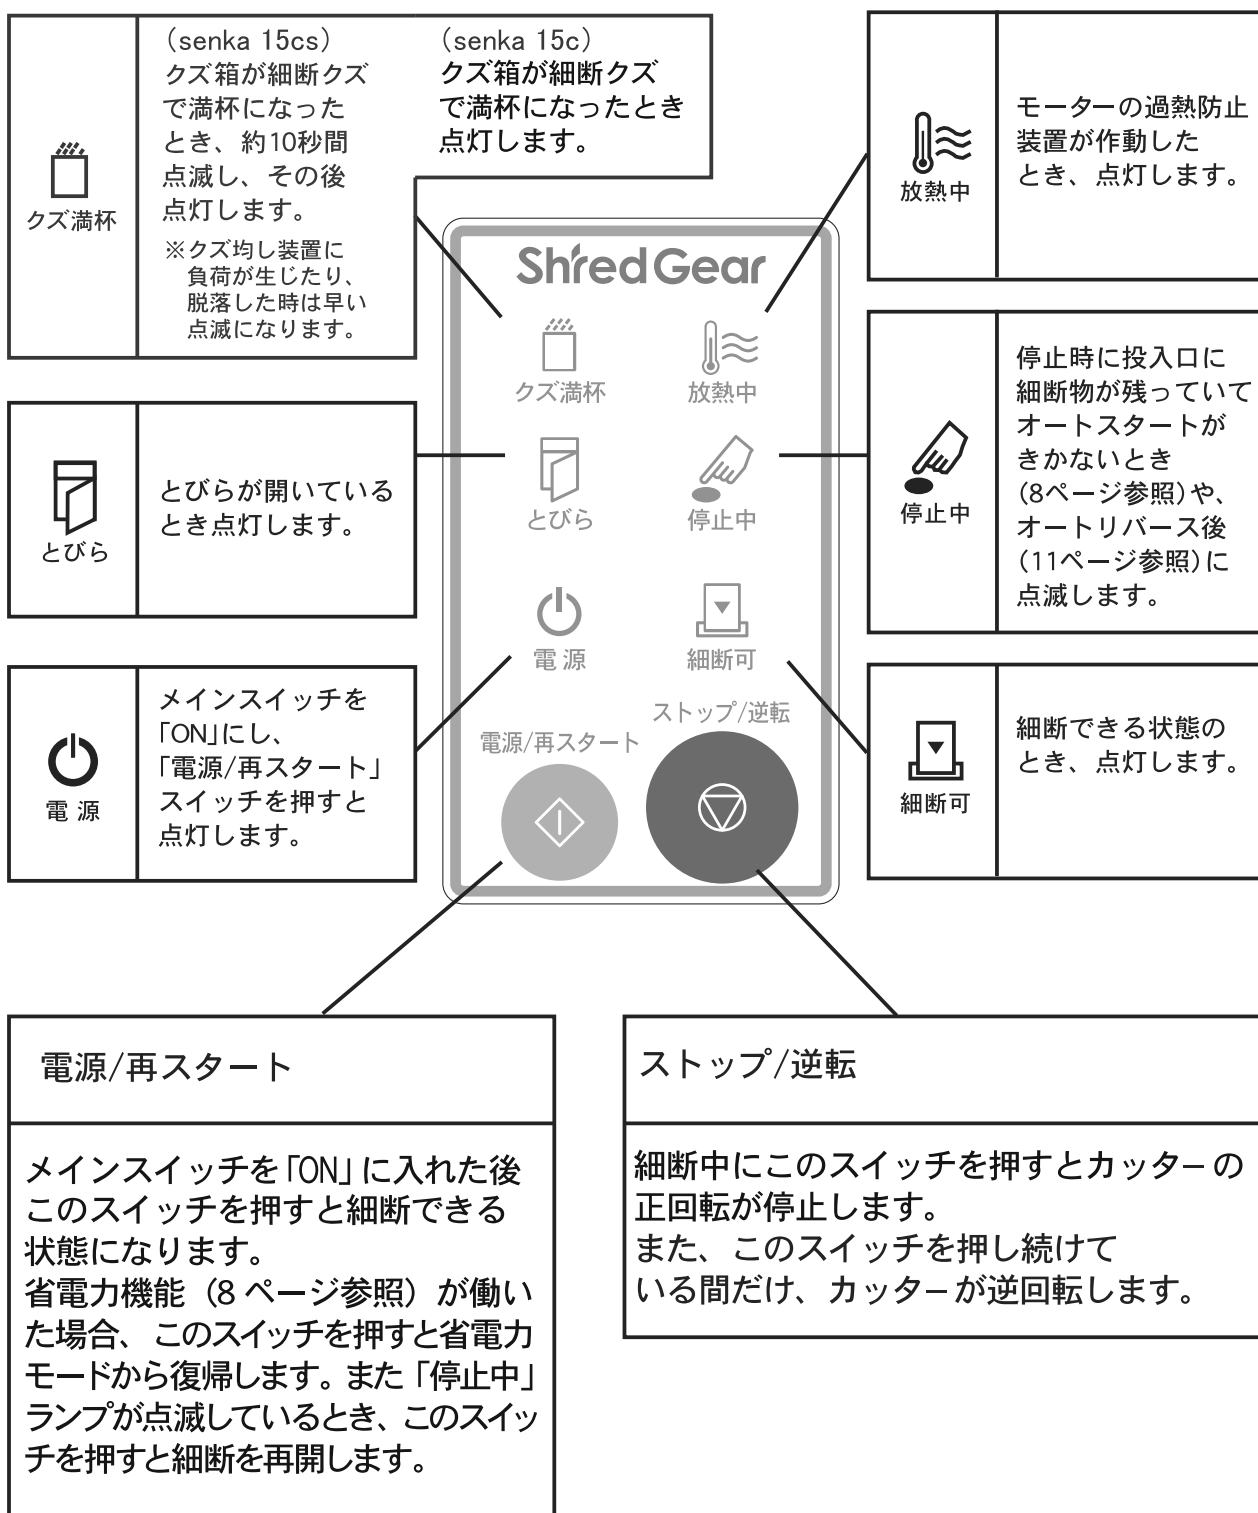 (senka 15cs)
クズ箱が細断クズ
で満杯になった
とき、約10秒間
点滅し、その後
点灯します。
※クズ均し装置に
負荷が生じたり、
脱落した時は早い
点滅になります。
(senka 15c)
クズ箱が細断クズ
で満杯になったとき
点灯します。
クズ満杯
とびら
とびらが開いている
とき点灯します。
電源
メインスイッチを
「ON」にし、
「電源/再スタート」
スイッチを押すと
点灯します。
ShredGear
クズ満杯
放熱中
とびら
停止中
電源
細断可
ストップ/逆転
電源/再スタート
放熱中
モーターの過熱防止
装置が作動した
とき、点灯します。
停止中
停止時に投入口に
細断物が残っていて
オートスタートが
きかないとき
(8ページ参照)や、
オートリバース後
(11ページ参照)に
点滅します。
細断可
細断できる状態の
とき、点灯します。
電源/再スタート
メインスイッチを「ON」に入れた後
このスイッチを押すと細断できる
状態になります。
省電力機能(8 ページ参照)が働い
た場合、このスイッチを押すと省電力
モードから復帰します。また「停止中」
ランプが点滅しているとき、このスイッ
チを押すと細断を再開します。
ストップ/逆転
細断中にこのスイッチを押すとカッターの
正回転が停止します。
また、このスイッチを押し続けて
いる間だけ、カッターが逆回転します。